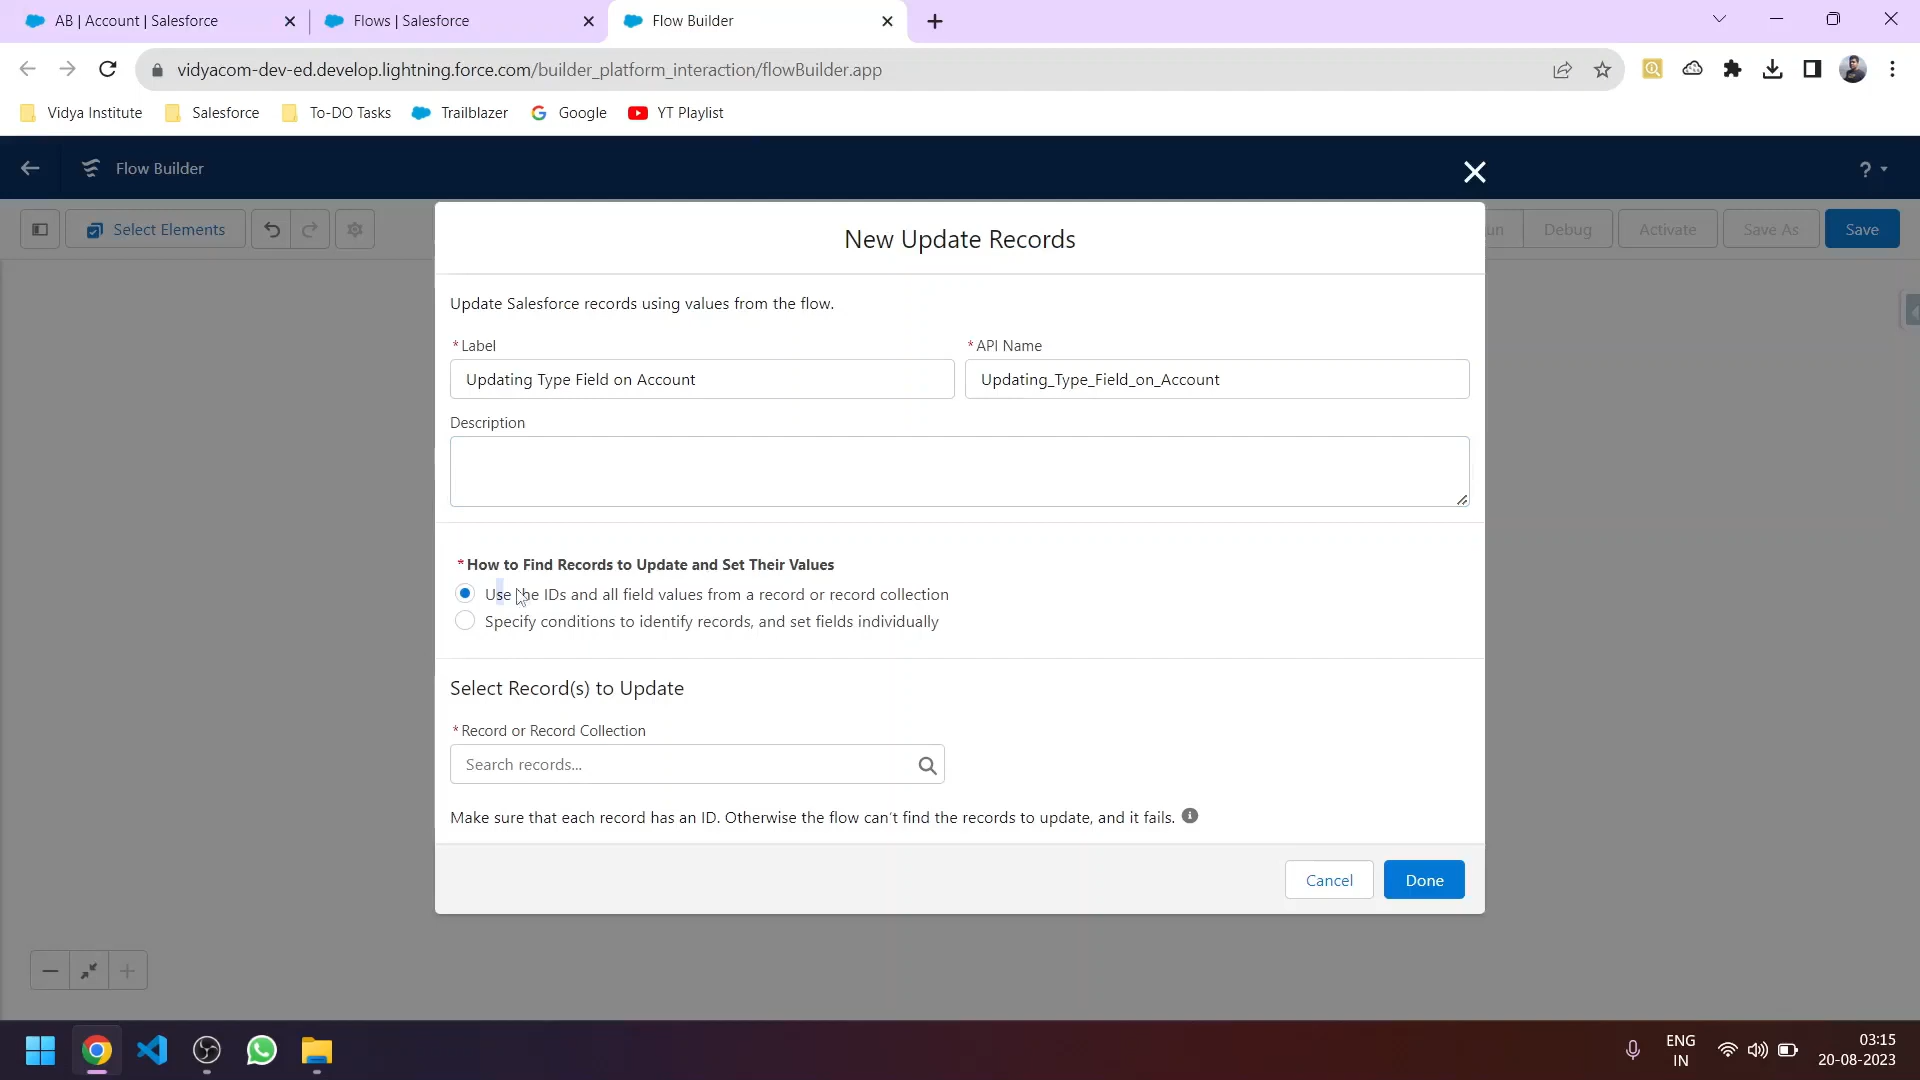 AB | Account | Salesforce
Flows | Salesforce
Flow Builder
vidyacom-dev-ed.develop.lightning.force.com/builder_platform_interaction/flowBuilder.app
Vidya Institute
Salesforce
To-DO Tasks
Trailblazer
Google
YT Playlist
Flow Builder
?
Select Elements
Debug
Activate
Save As
Save
New Update Records
Update Salesforce records using values from the flow.
*Label
*API Name
Updating Type Field on Account
Updating_Type_Field_on_Account
Description
*How to Find Records to Update and Set Their Values
Use the IDs and all field values from a record or record collection
Specify conditions to identify records, and set fields individually
Select Record(s) to Update
*Record or Record Collection
Search records...
Make sure that each record has an ID. Otherwise the flow can't find the records to update, and it fails.
Cancel
Done
ENG
IN
03:15
20-08-2023